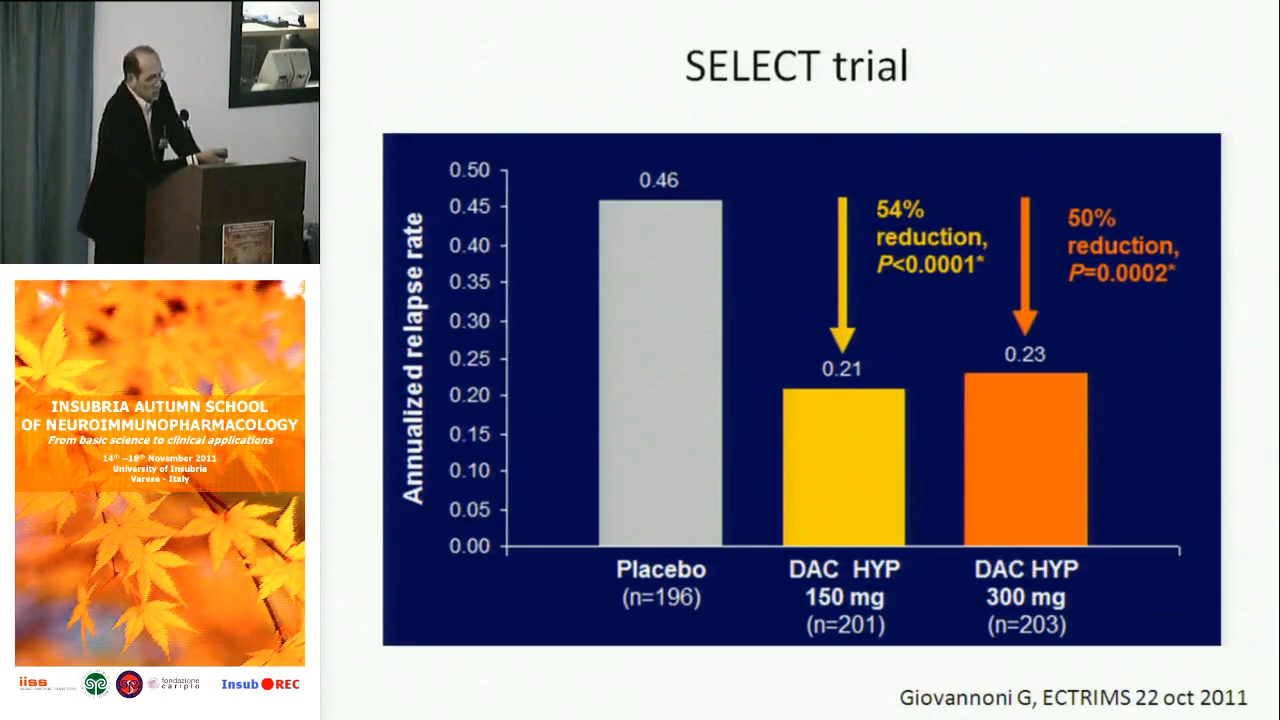 SELECT trial
0.50
0.45
0.40
0.35
0.30
0.25
0.20
0.15
0.10
0.05
0.00
Annualized relapse rate
0.46
0.21
0.23
54%
reduction,
P<0.0001*
50%
reduction,
P=0.0002*
Placebo
(n=196)
DAC HYP
150 mg
(n=201)
DAC HYP
300 mg
(n=203)
Giovannoni G, ECTRIMS 22 oct 2011
INSUBRIA AUTUMN SCHOOL
OF NEUROIMMUNOPHARMACOLOGY
From basic science to clinical applications
14th –18th November 2011
University of Insubria
Varese - Italy
iiss
fondazione
cariplo
Insub REC